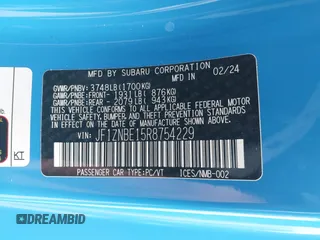 MFD BY SUBARU CORPORATION 02/24
GVWR/PNBV: 3748LB(1700KG)
GAWR/PNBE:FRONT- 1931LB( 876KG)
GAWR/PNBE:REAR - 2079LB( 943KG)
THIS VEHICLE CONFORMS TO ALL APPLICABLE
FEDERAL MOTOR VEHICLE
SAFETY, BUMPER, AND THEFT PREVENTION
STANDARDS IN EFFECT ON THE DATE OF
MANUFACTURE SHOWN ABOVE.
VIN: JF1ZNBE15R8754229
PASSENGER CAR TYPE:PC/VT ICES/NMB-002
KT
DREAMBID